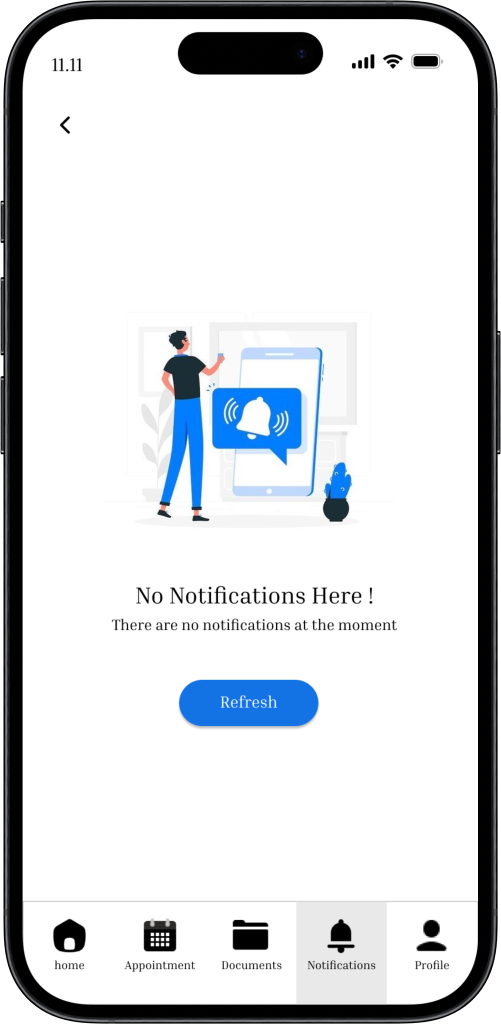 11.11
No Notifications Here !
There are no notifications at the moment
Refresh
home
Appointment
Documents
Notifications
Profile